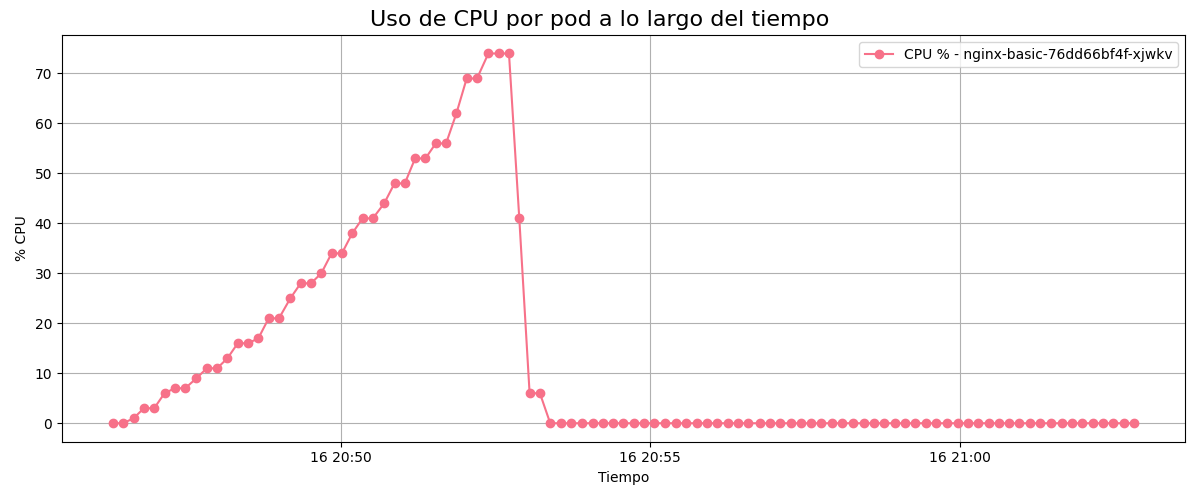 Uso de CPU por pod a lo largo del tiempo
CPU % - nginx-basic-76dd66bf4f-xjwkv
% CPU
70
60
50
40
30
20
10
0
16 20:50
16 20:55
16 21:00
Tiempo